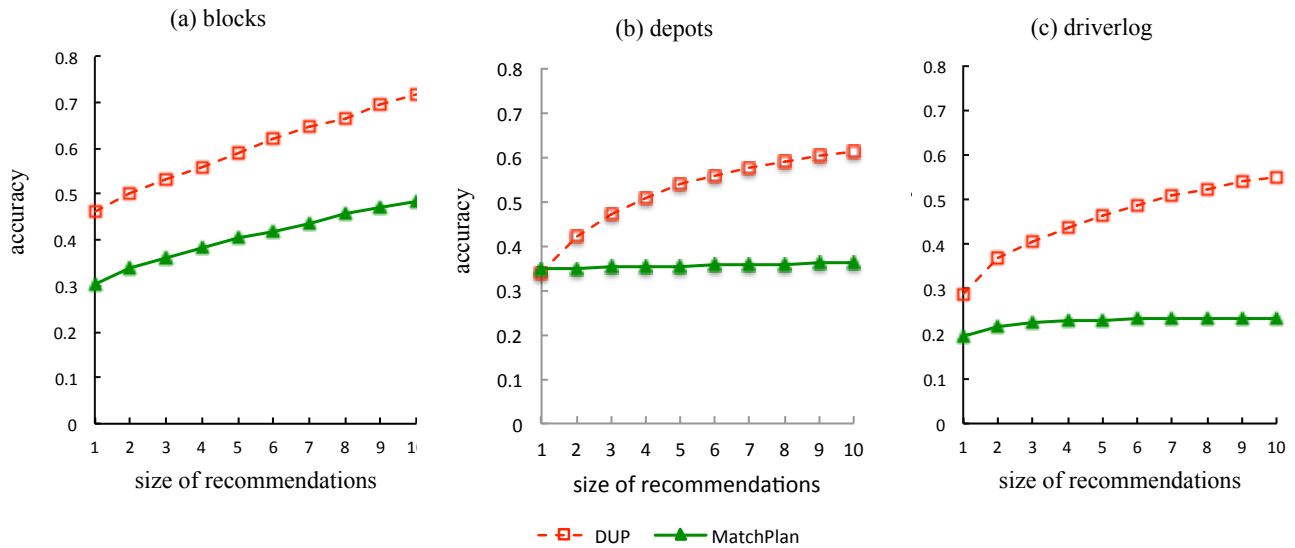 (a) blocks
(b) depots
(c) driverlog
accuracy
0.8
0.7
0.6
0.5
0.4
0.3
0.2
0.1
0
1 2 3 4 5 6 7 8 9
size of recommendations
accuracy
0.8
0.7
0.6
0.5
0.4
0.3
0.2
0.1
0
1 2 3 4 5 6 7 8 9 10
size of recommendations
0.8
0.7
0.6
0.5
0.4
0.3
0.2
0.1
0
1 2 3 4 5 6 7 8 9 10
size of recommendations
DUP MatchPlan